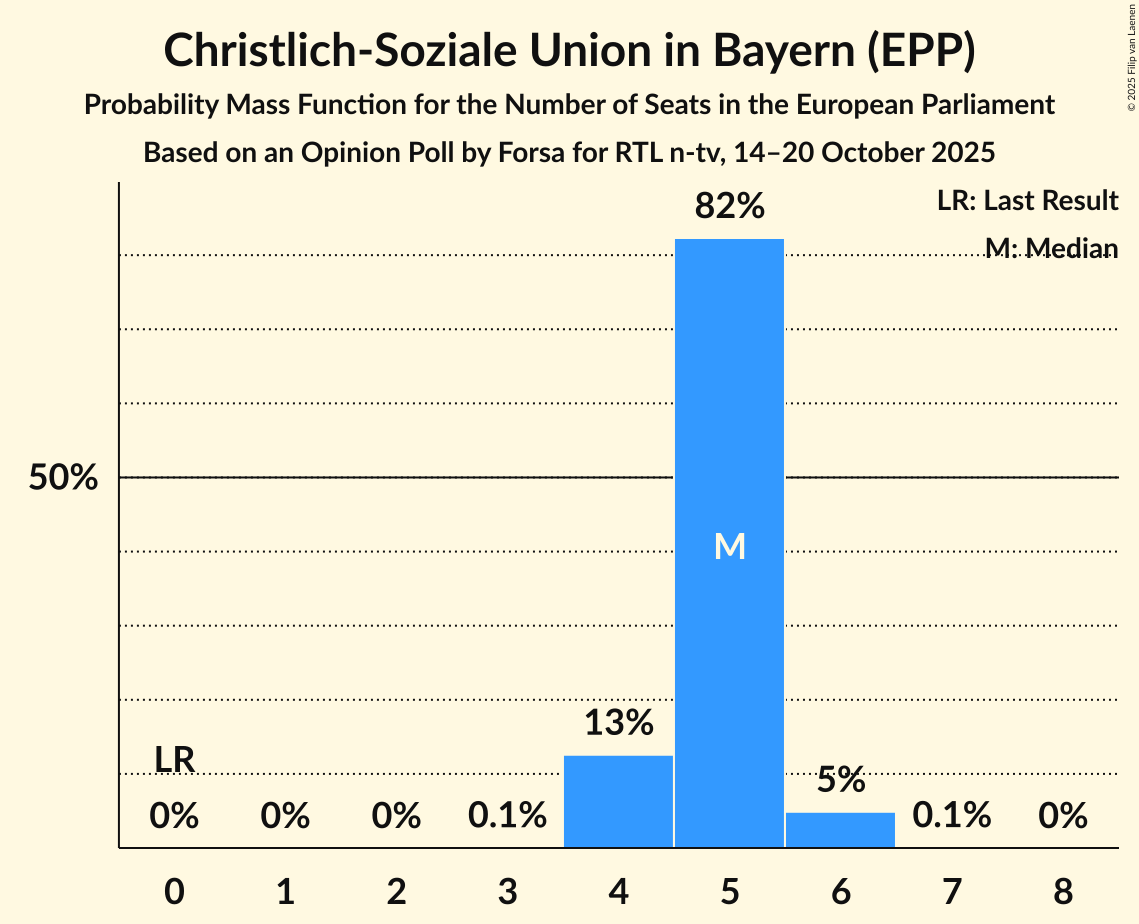 Christlich-Soziale Union in Bayern (EPP)
Probability Mass Function for the Number of Seats in the European Parliament
Based on an Opinion Poll by Forsa for RTL n-tv, 14–20 October 2025
© 2025 Filip van Laenen
LR: Last Result
M: Median
82%
50%
M
13%
LR
5%
0% 0% 0% 0.1% 0.1% 0%
0 1 2 3 4 5 6 7 8